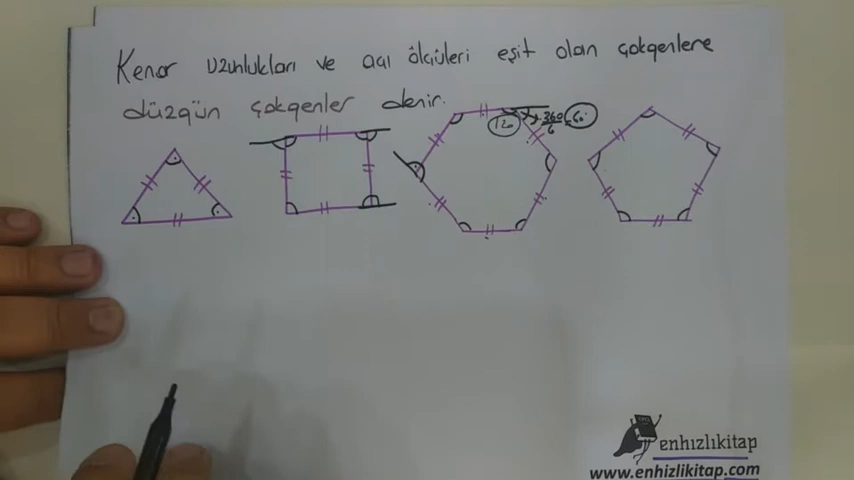 Kenar uzunlukları ve açı ölçüleri eşit olan çokgenlere
düzgün çokgenler denir.
120 360/6 = 60°
enhızlıkitap
www.enhizlikitap.com